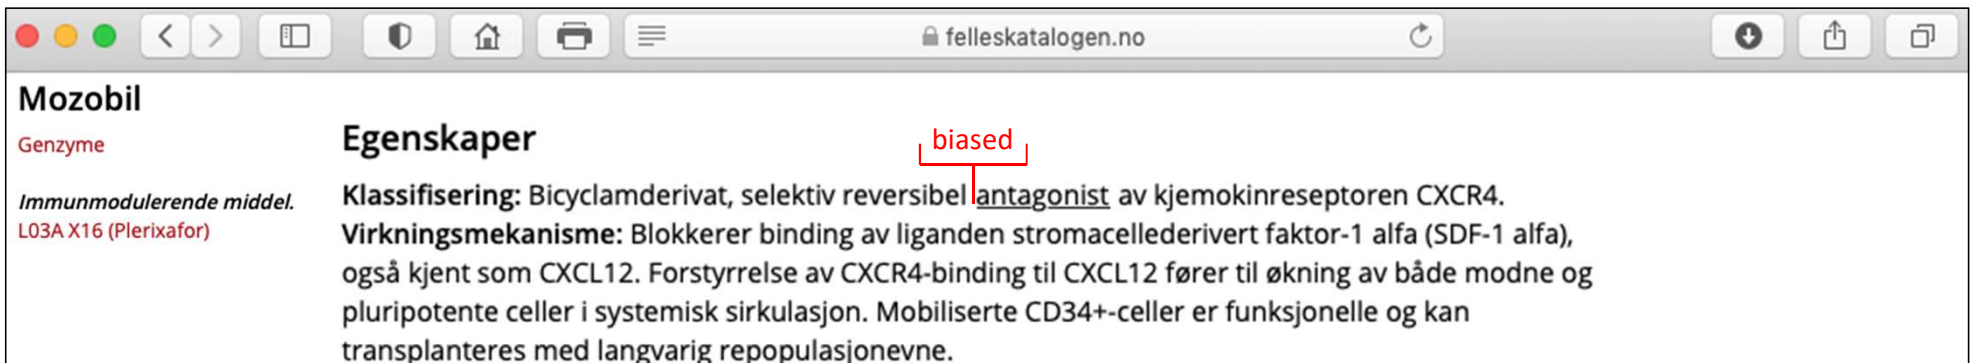 felleskatalogen.no
Mozobil
Genzyme
Immunmodulerende middel.
L03A X16 (Plerixafor)
Egenskaper
biased
Klassifisering: Bicyclamderivat, selektiv reversibel antagonist av kjemokinreseptoren CXCR4.
Virkningsmekanisme: Blokkerer binding av liganden stromacellederivert faktor-1 alfa (SDF-1 alfa),
også kjent som CXCL12. Forstyrrelse av CXCR4-binding til CXCL12 fører til økning av både modne og
pluripotente celler i systemisk sirkulasjon. Mobiliserte CD34+-celler er funksjonelle og kan
transplanteres med langvarig repopulasjonevne.